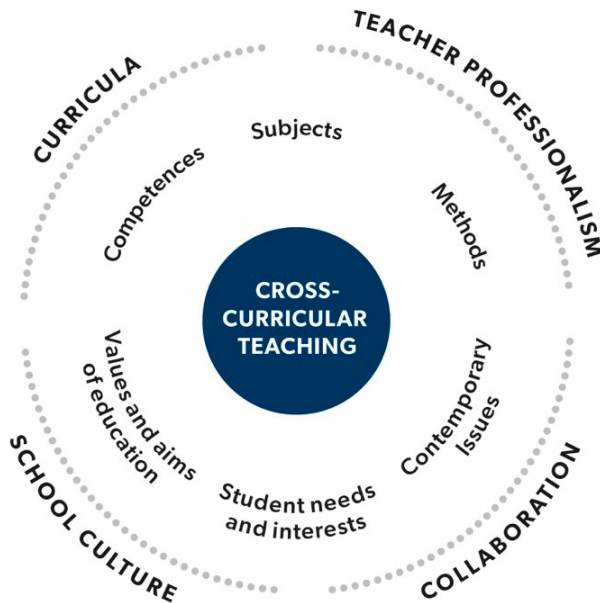 TEACHER PROFESSIONALISM
CURRICULA
Subjects
Competences
Methods
CROSS-
CURRICULAR
TEACHING
Values and aims
of education
Contemporary
Issues
Student needs
and interests
SCHOOL CULTURE
COLLABORATION